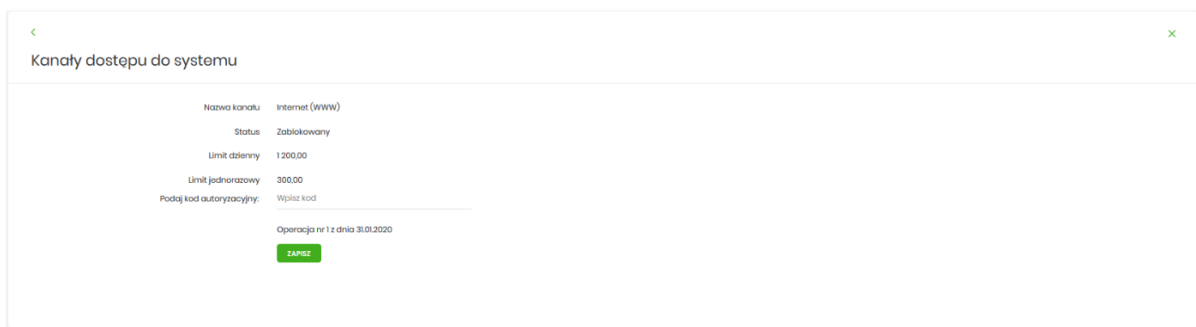 Kanały dostępu do systemu
Nazwa kanału Internet (WWW)
Status Zablokowany
Limit dzienny 1 200,00
Limit jednorazowy 300,00
Podaj kod autoryzacyjny: Wpisz kod
Operacja nr 1 z dnia 31.01.2020
ZAPISZ